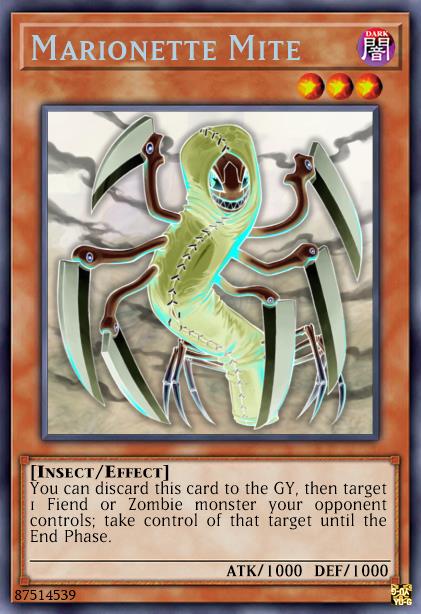 Marionette Mite
DARK
闇
[Insect/Effect]
You can discard this card to the GY, then target
1 Fiend or Zombie monster your opponent
controls; take control of that target until the
End Phase.
ATK/1000 DEF/1000
87514539